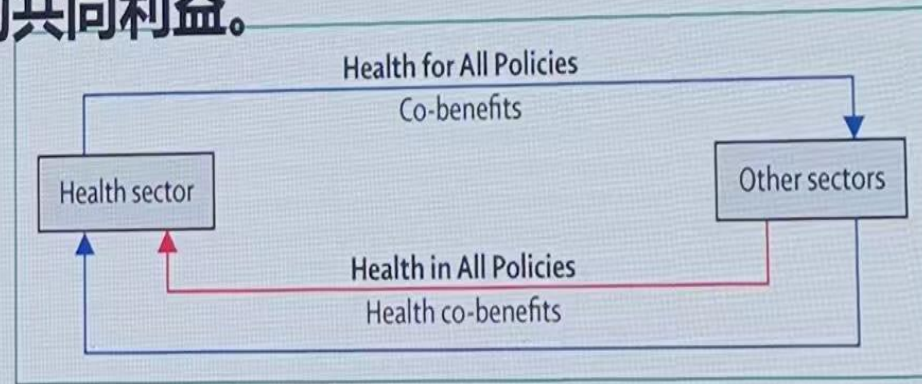 共同利益。
Health for All Policies
Co-benefits
Health sector
Other sectors
Health in All Policies
Health co-benefits